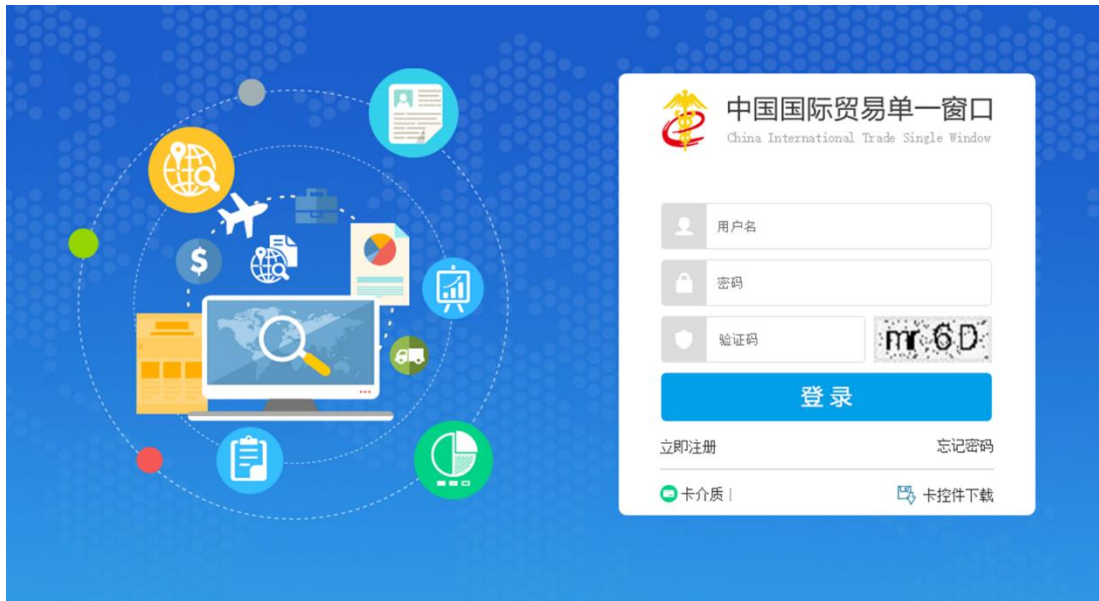 中国国际贸易单一窗口
China International Trade Single Window
用户名
密码
验证码 mr6D
登录
立即注册 忘记密码
卡介质| 卡控件下载